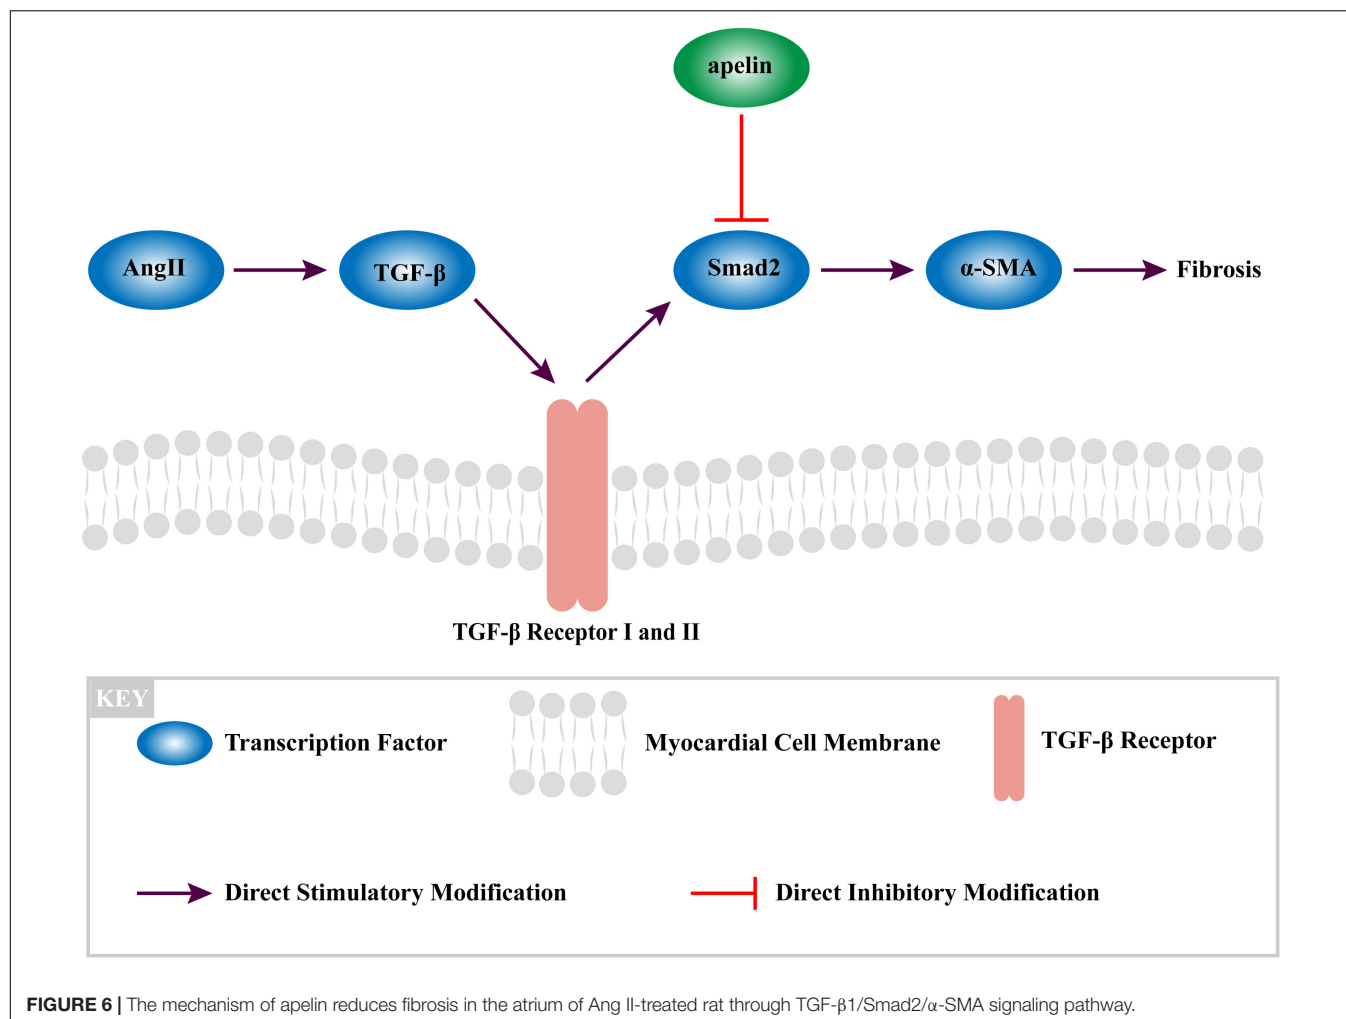 apelin
AngII
TGF-β
Smad2
α-SMA
Fibrosis
TGF-β Receptor I and II
KEY
Transcription Factor
Myocardial Cell Membrane
TGF-β Receptor
Direct Stimulatory Modification
Direct Inhibitory Modification
FIGURE 6 | The mechanism of apelin reduces fibrosis in the atrium of Ang II-treated rat through TGF-β1/Smad2/α-SMA signaling pathway.